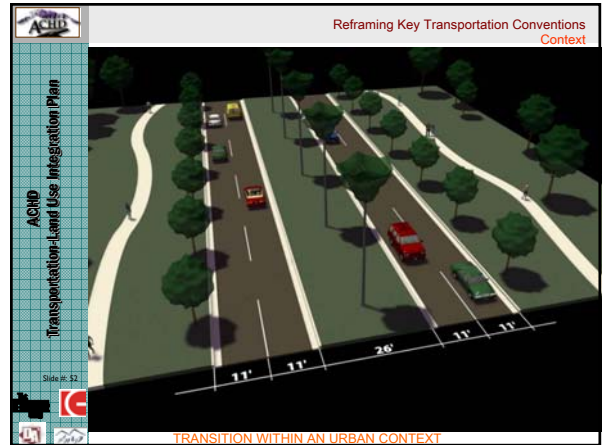 ACHD
Reframing Key Transportation Conventions
Context
ACHD
Transportation-Land Use Integration Plan
Slide #: 52
11'
11'
26'
11'
11'
TRANSITION WITHIN AN URBAN CONTEXT